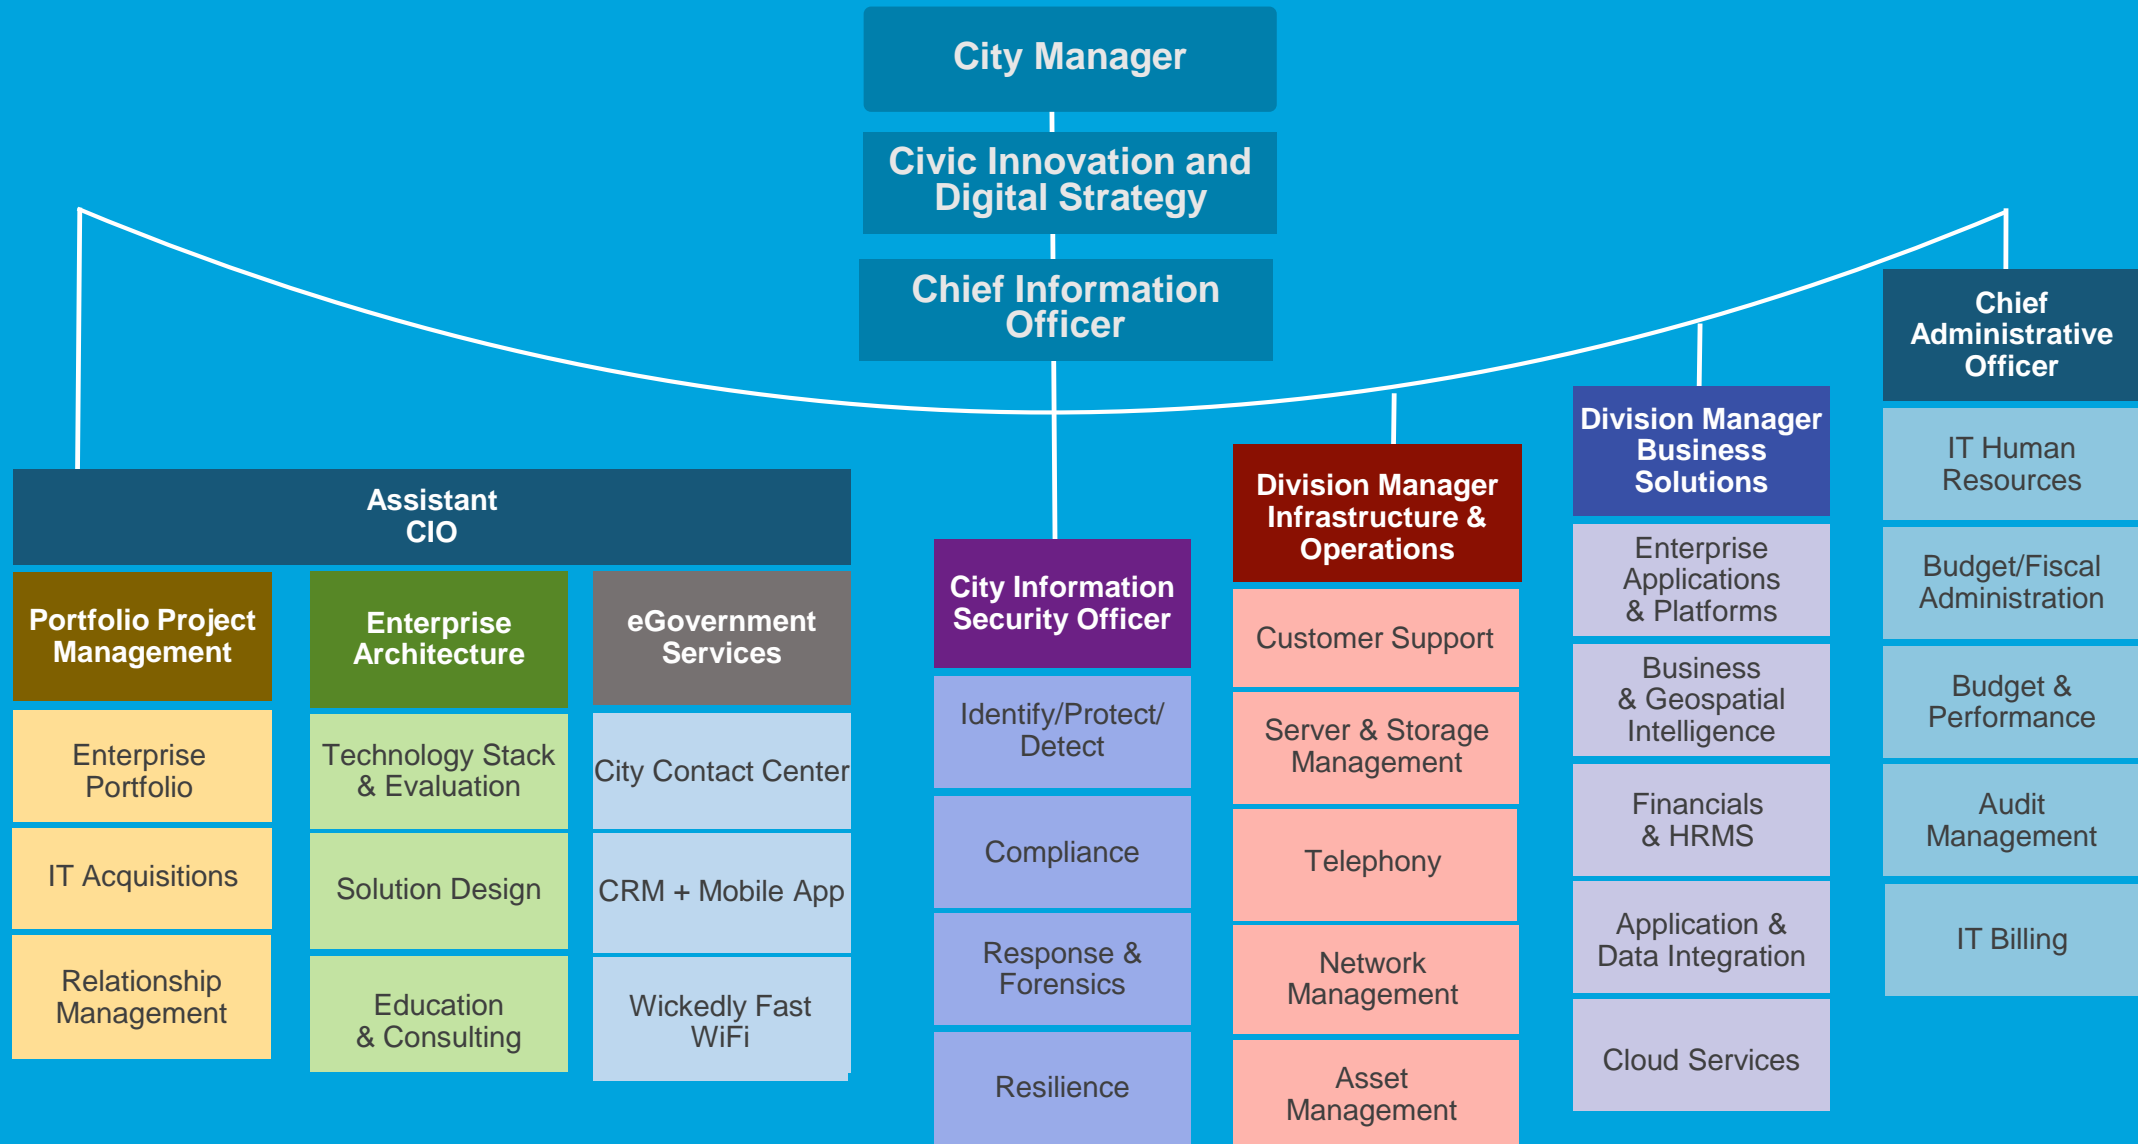 City Manager
Civic Innovation and
Digital Strategy
Chief Information
Officer
Assistant
CIO
Portfolio Project
Management
Enterprise
Portfolio
IT Acquisitions
Relationship
Management
Enterprise
Architecture
Technology Stack
& Evaluation
Solution Design
Education
& Consulting
eGovernment
Services
City Contact Center
CRM + Mobile App
Wickedly Fast
WiFi
City Information
Security Officer
Identify/Protect/
Detect
Compliance
Response &
Forensics
Resilience
Division Manager
Infrastructure &
Operations
Customer Support
Server & Storage
Management
Telephony
Network
Management
Asset
Management
Division Manager
Business
Solutions
Enterprise
Applications
& Platforms
Business
& Geospatial
Intelligence
Financials
& HRMS
Application &
Data Integration
Cloud Services
Chief
Administrative
Officer
IT Human
Resources
Budget/Fiscal
Administration
Budget &
Performance
Audit
Management
IT Billing